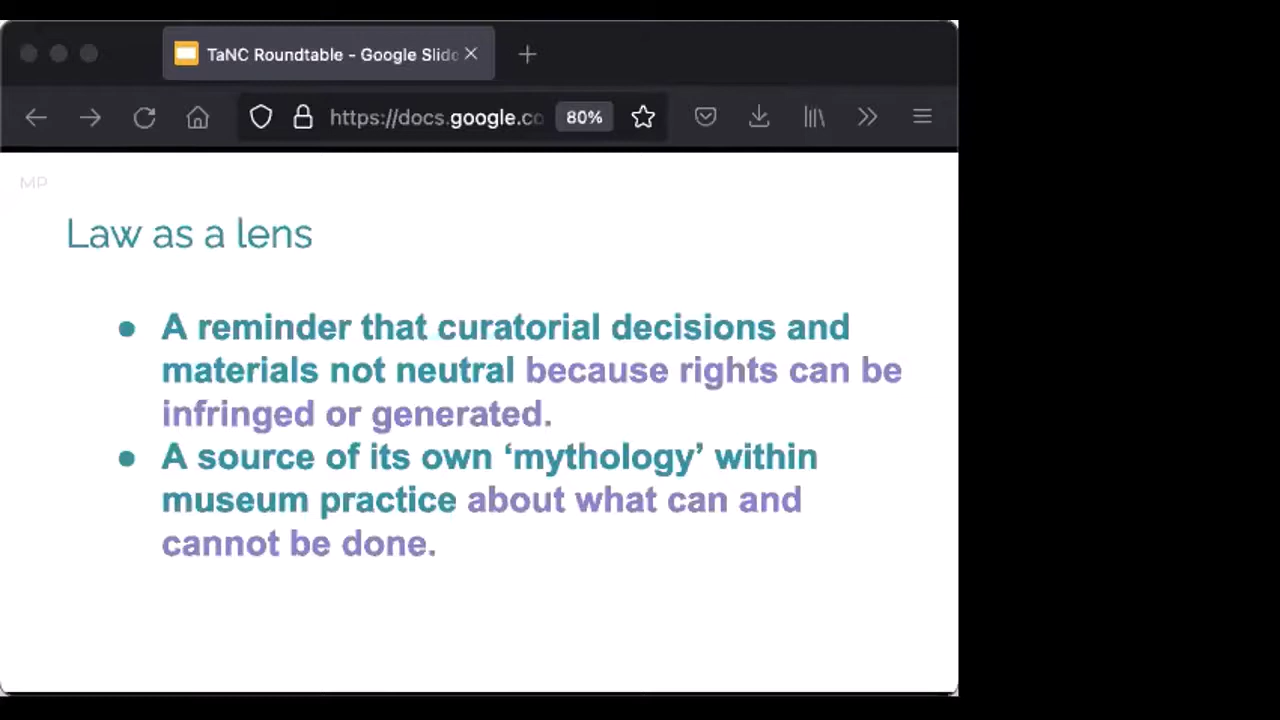 TaNC Roundtable - Google Slid
https://docs.google.co
80%
MP
Law as a lens
● A reminder that curatorial decisions and
materials not neutral because rights can be
infringed or generated.
● A source of its own ‘mythology’ within
museum practice about what can and
cannot be done.